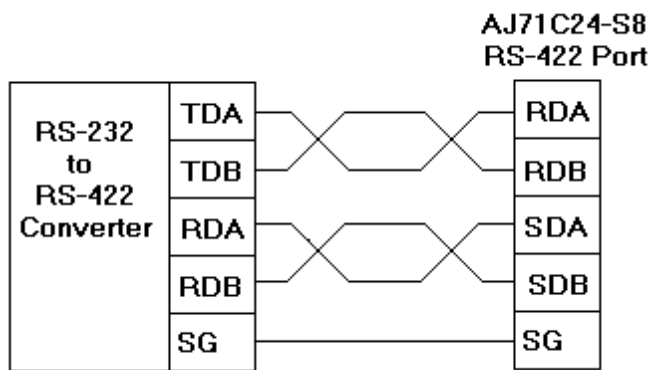 AJ71C24-S8
RS-422 Port
RS-232
to
RS-422
Converter
TDA
TDB
RDA
RDB
SG
RDA
RDB
SDA
SDB
SG